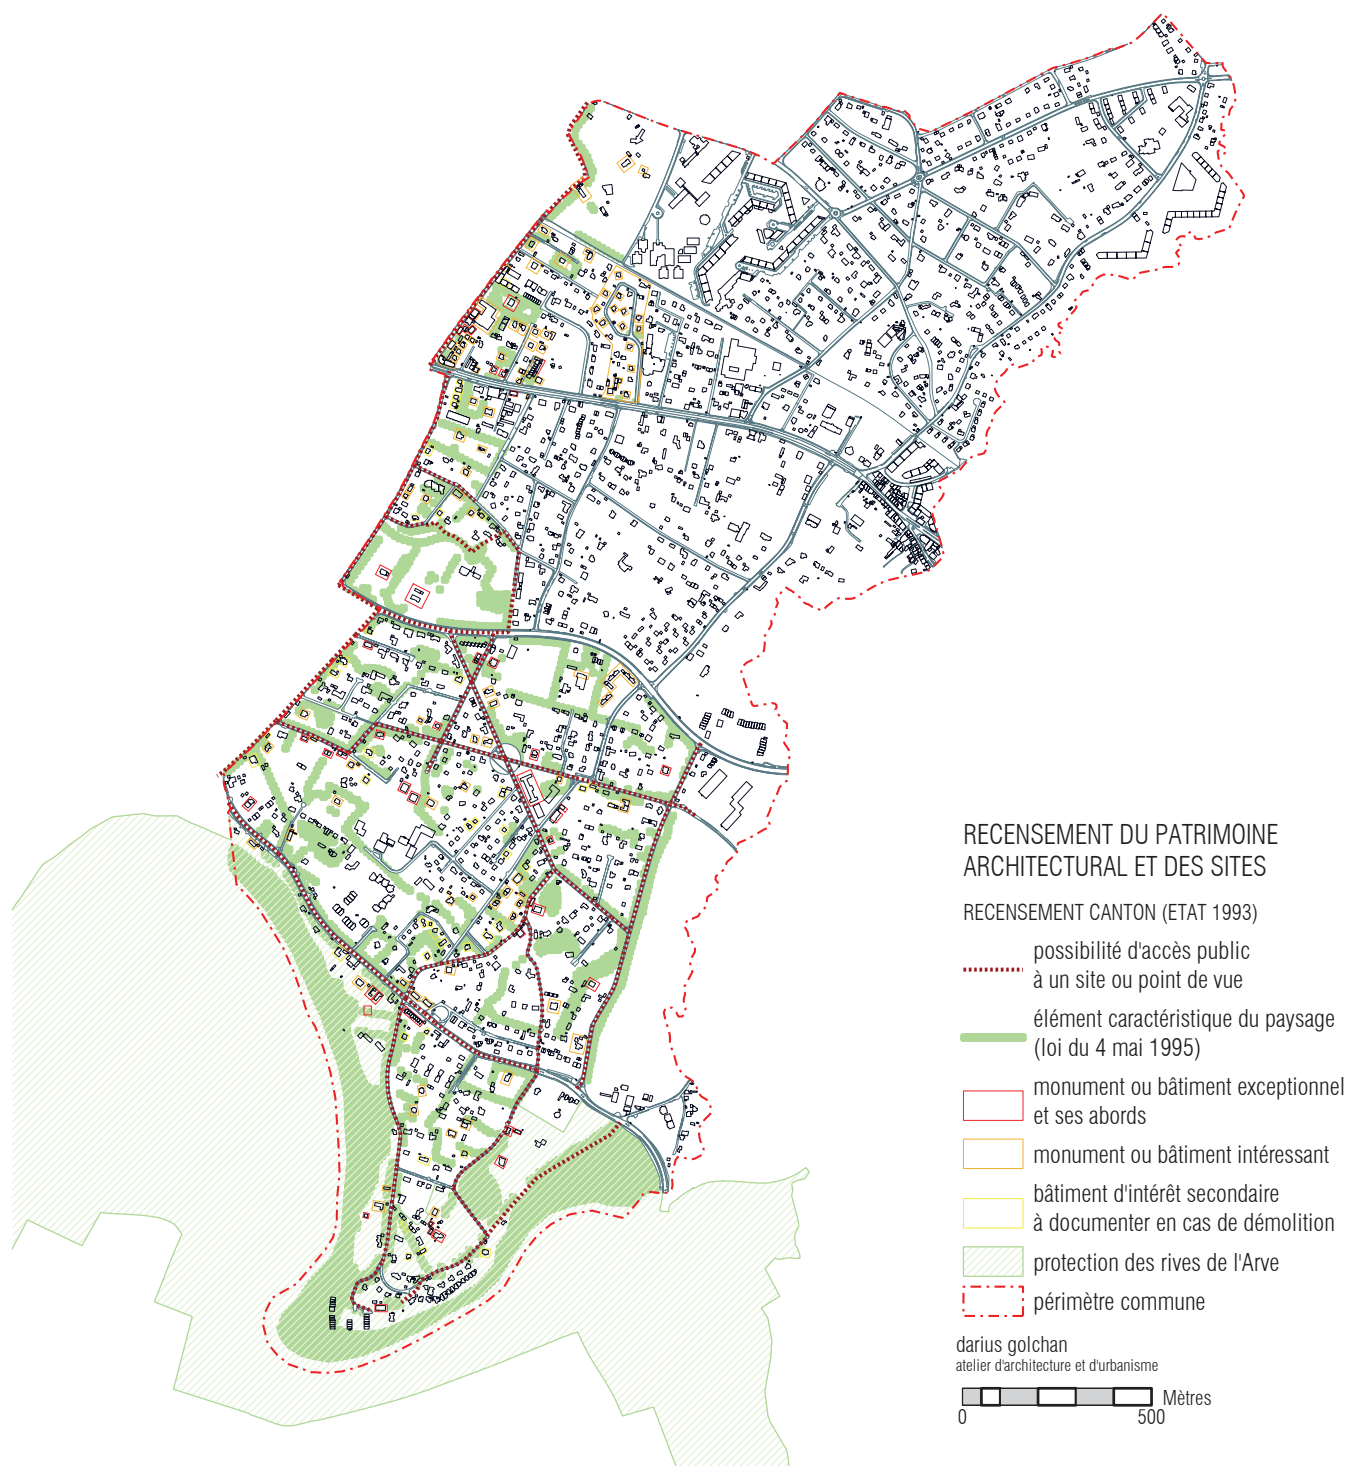 RECENSEMENT DU PATRIMOINE
ARCHITECTURAL ET DES SITES
RECENSEMENT CANTON (ETAT 1993)
possibilité d'accès public
à un site ou point de vue
élément caractéristique du paysage
(loi du 4 mai 1995)
monument ou bâtiment exceptionnel
et ses abords
monument ou bâtiment intéressant
bâtiment d'intérêt secondaire
à documenter en cas de démolition
protection des rives de l'Arve
périmètre commune
darius golchan
atelier d'architecture et d'urbanisme
Mètres
0 500